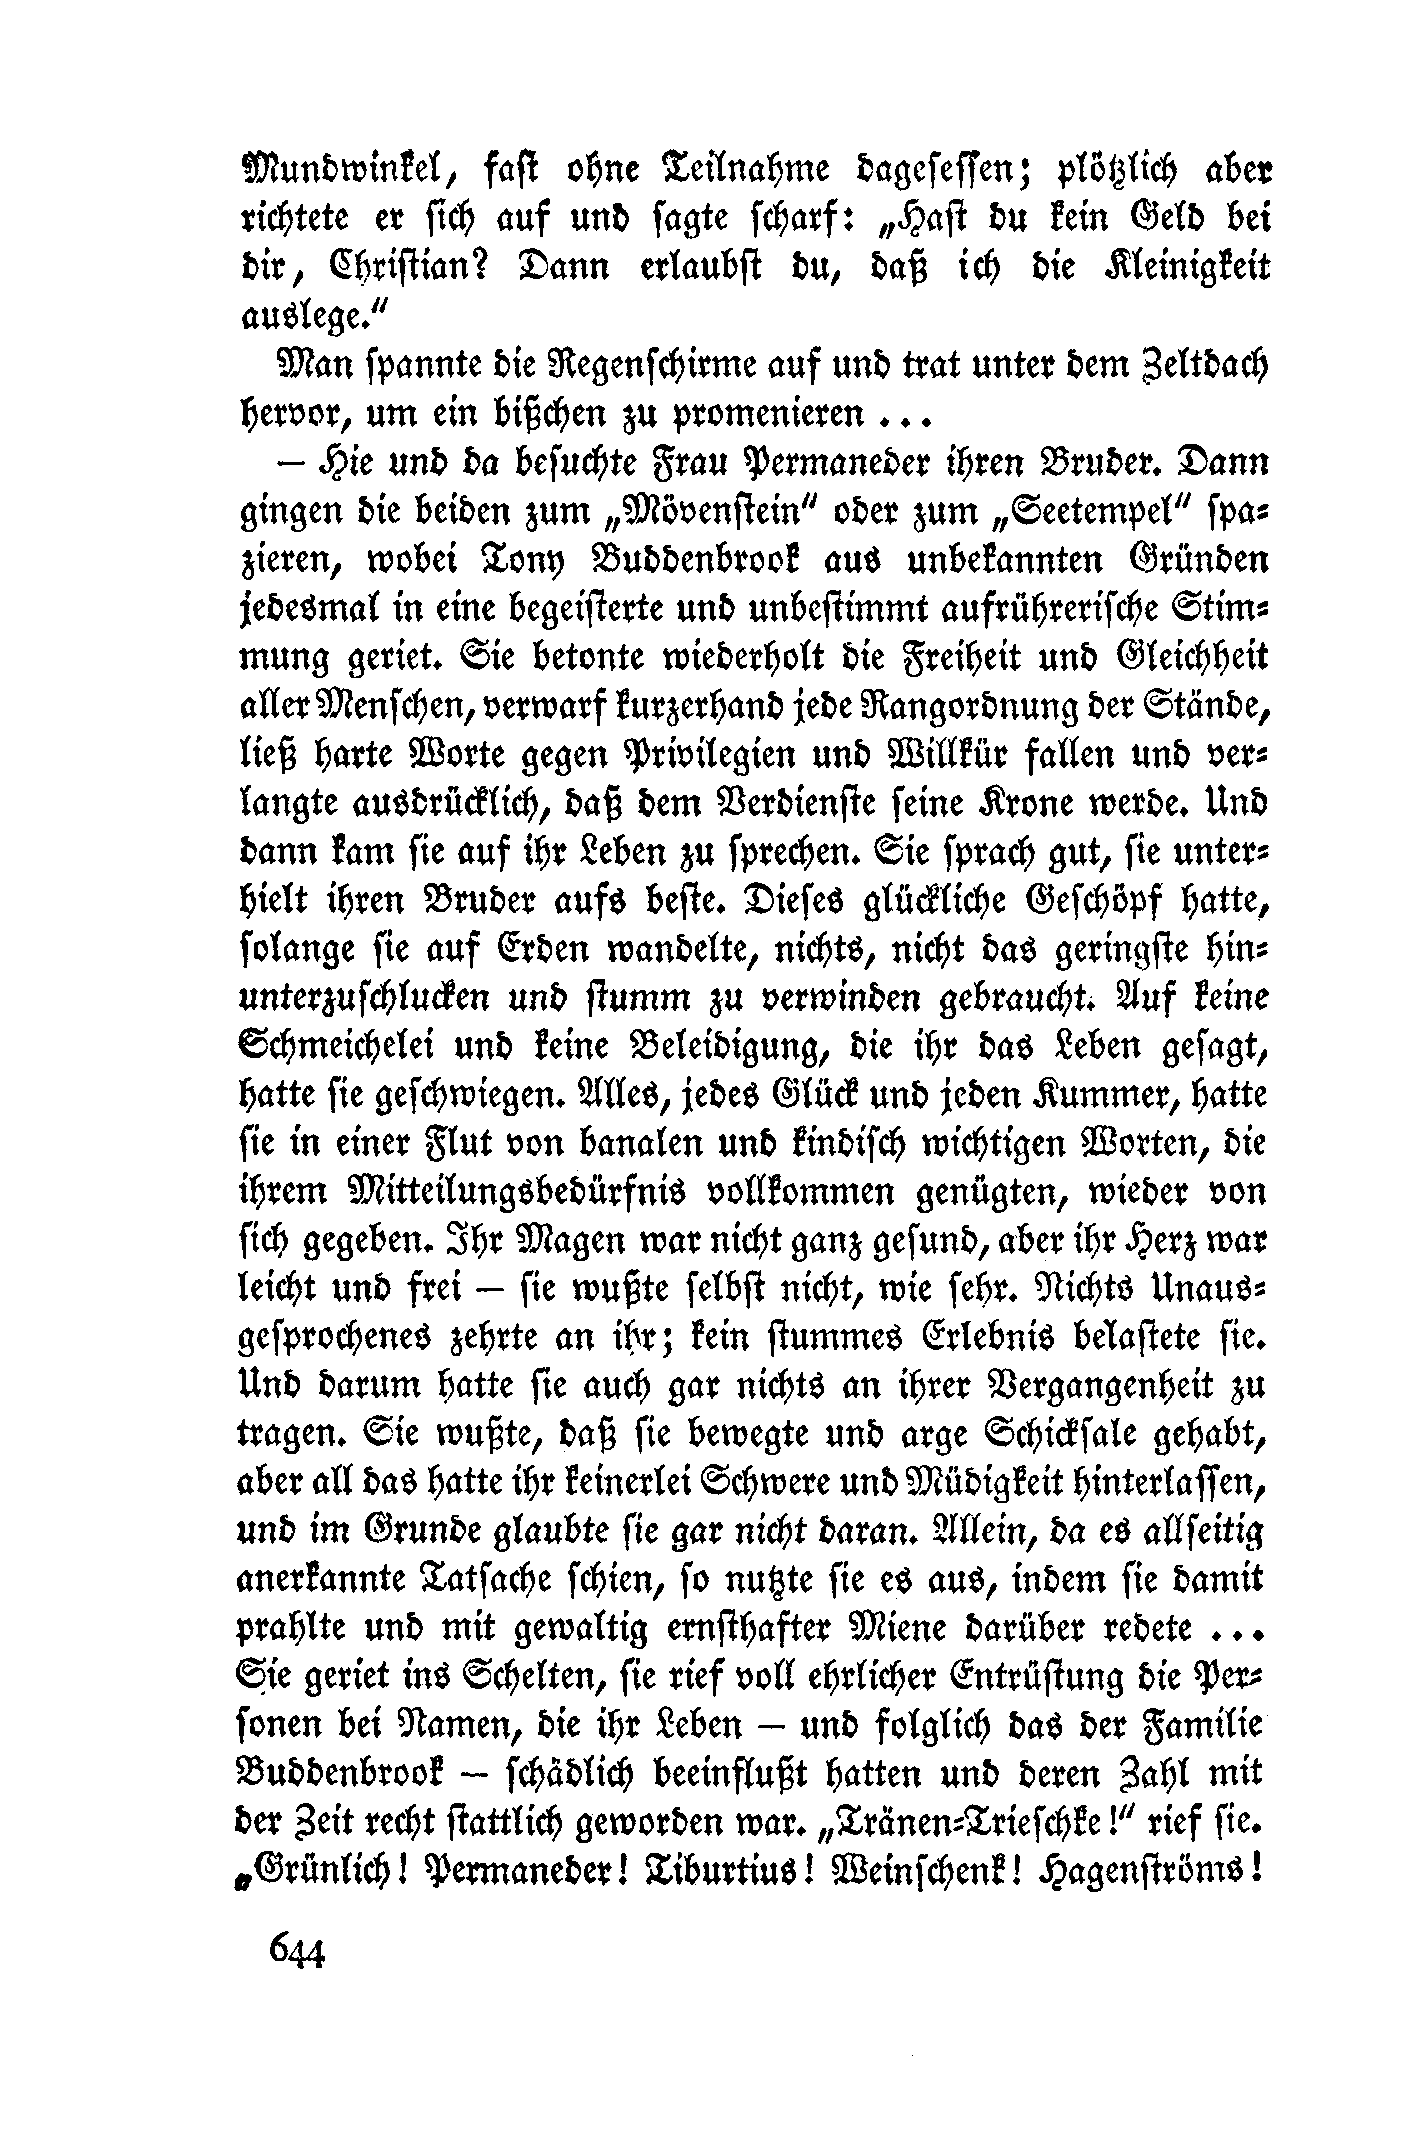 Mundwinkel, fast ohne Teilnahme dagesessen; plötzlich aber
richtete er sich auf und sagte scharf: „Hast du kein Geld bei
dir, Christian? Dann erlaubst du, daß ich die Kleinigkeit
auslege.“
Man spannte die Regenschirme auf und trat unter dem Zeltdach
hervor, um ein bißchen zu promenieren ...
— Hie und da besuchte Frau Permaneder ihren Bruder. Dann
gingen die beiden zum „Mövenstein“ oder zum „Seetempel“ spa-
zieren, wobei Tony Buddenbrook aus unbekannten Gründen
jedesmal in eine begeisterte und unbestimmt aufrührerische Stim-
mung geriet. Sie betonte wiederholt die Freiheit und Gleichheit
aller Menschen, verwarf kurzerhand jede Rangordnung der Stände,
ließ harte Worte gegen Privilegien und Willkür fallen und ver-
langte ausdrücklich, daß dem Verdienste seine Krone werde. Und
dann kam sie auf ihr Leben zu sprechen. Sie sprach gut, sie unter-
hielt ihren Bruder aufs beste. Dieses glückliche Geschöpf hatte,
solange sie auf Erden wandelte, nichts, nicht das geringste hin-
unterzuschlucken und stumm zu verwinden gebraucht. Auf keine
Schmeichelei und keine Beleidigung, die ihr das Leben gesagt,
hatte sie geschwiegen. Alles, jedes Glück und jeden Kummer, hatte
sie in einer Flut von banalen und kindisch wichtigen Worten, die
ihrem Mitteilungsbedürfnis vollkommen genügten, wieder von
sich gegeben. Ihr Magen war nicht ganz gesund, aber ihr Herz war
leicht und frei — sie wußte selbst nicht, wie sehr. Nichts Unaus-
gesprochenes zehrte an ihr; kein stummes Erlebnis belastete sie.
Und darum hatte sie auch gar nichts an ihrer Vergangenheit zu
tragen. Sie wußte, daß sie bewegte und arge Schicksale gehabt,
aber all das hatte ihr keinerlei Schwere und Müdigkeit hinterlassen,
und im Grunde glaubte sie gar nicht daran. Allein, da es allseitig
anerkannte Tatsache schien, so nutzte sie es aus, indem sie damit
prahlte und mit gewaltig ernsthafter Miene darüber redete ...
Sie geriet ins Schelten, sie rief voll ehrlicher Entrüstung die Per-
sonen bei Namen, die ihr Leben — und folglich das der Familie
Buddenbrook — schädlich beeinflußt hatten und deren Zahl mit
der Zeit recht stattlich geworden war. „Tränen-Trieschke!“ rief sie.
„Grünlich! Permaneder! Tiburtius! Weinschenk! Hagenströms!
644